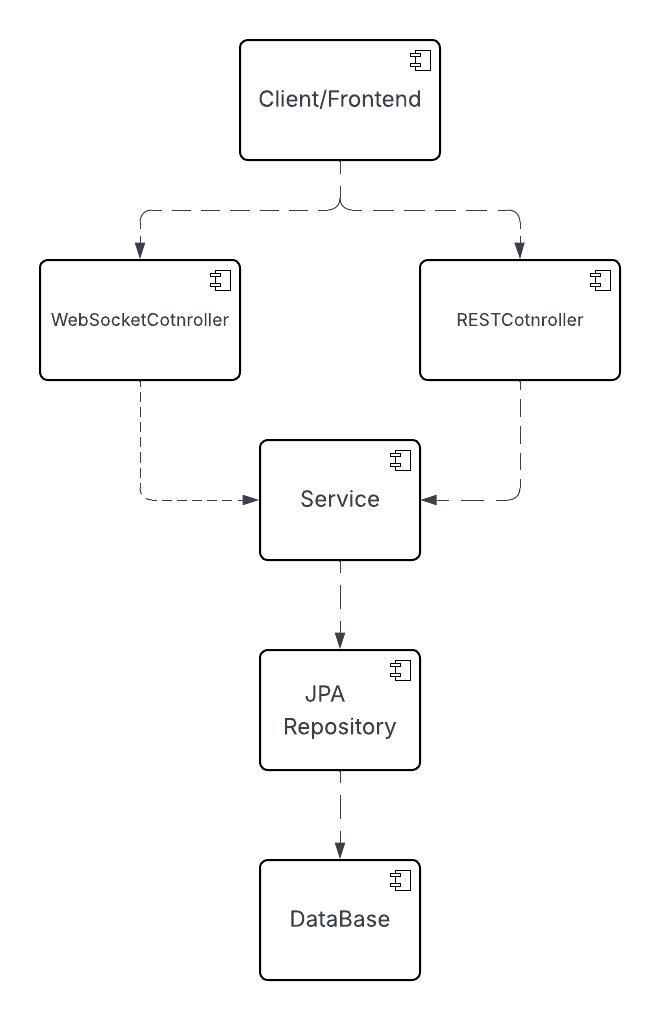 Client/Frontend
WebSocketCotnroller
RESTCotnroller
Service
JPA
Repository
DataBase